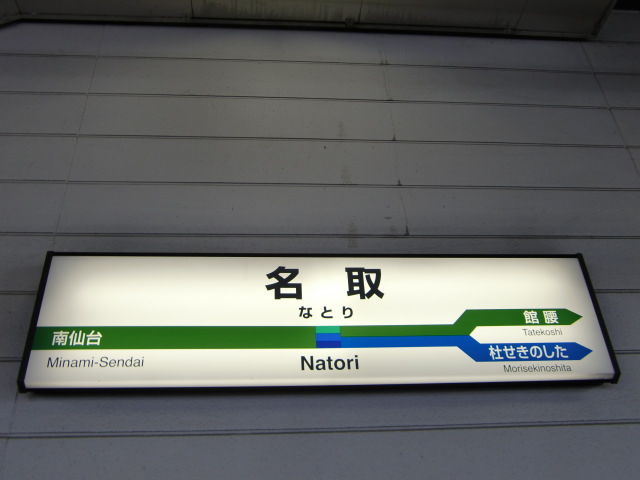 名取
なとり
南仙台
館腰
Tatekoshi
杜せきのした
Minami-Sendai
Natori
Morisekinoshita